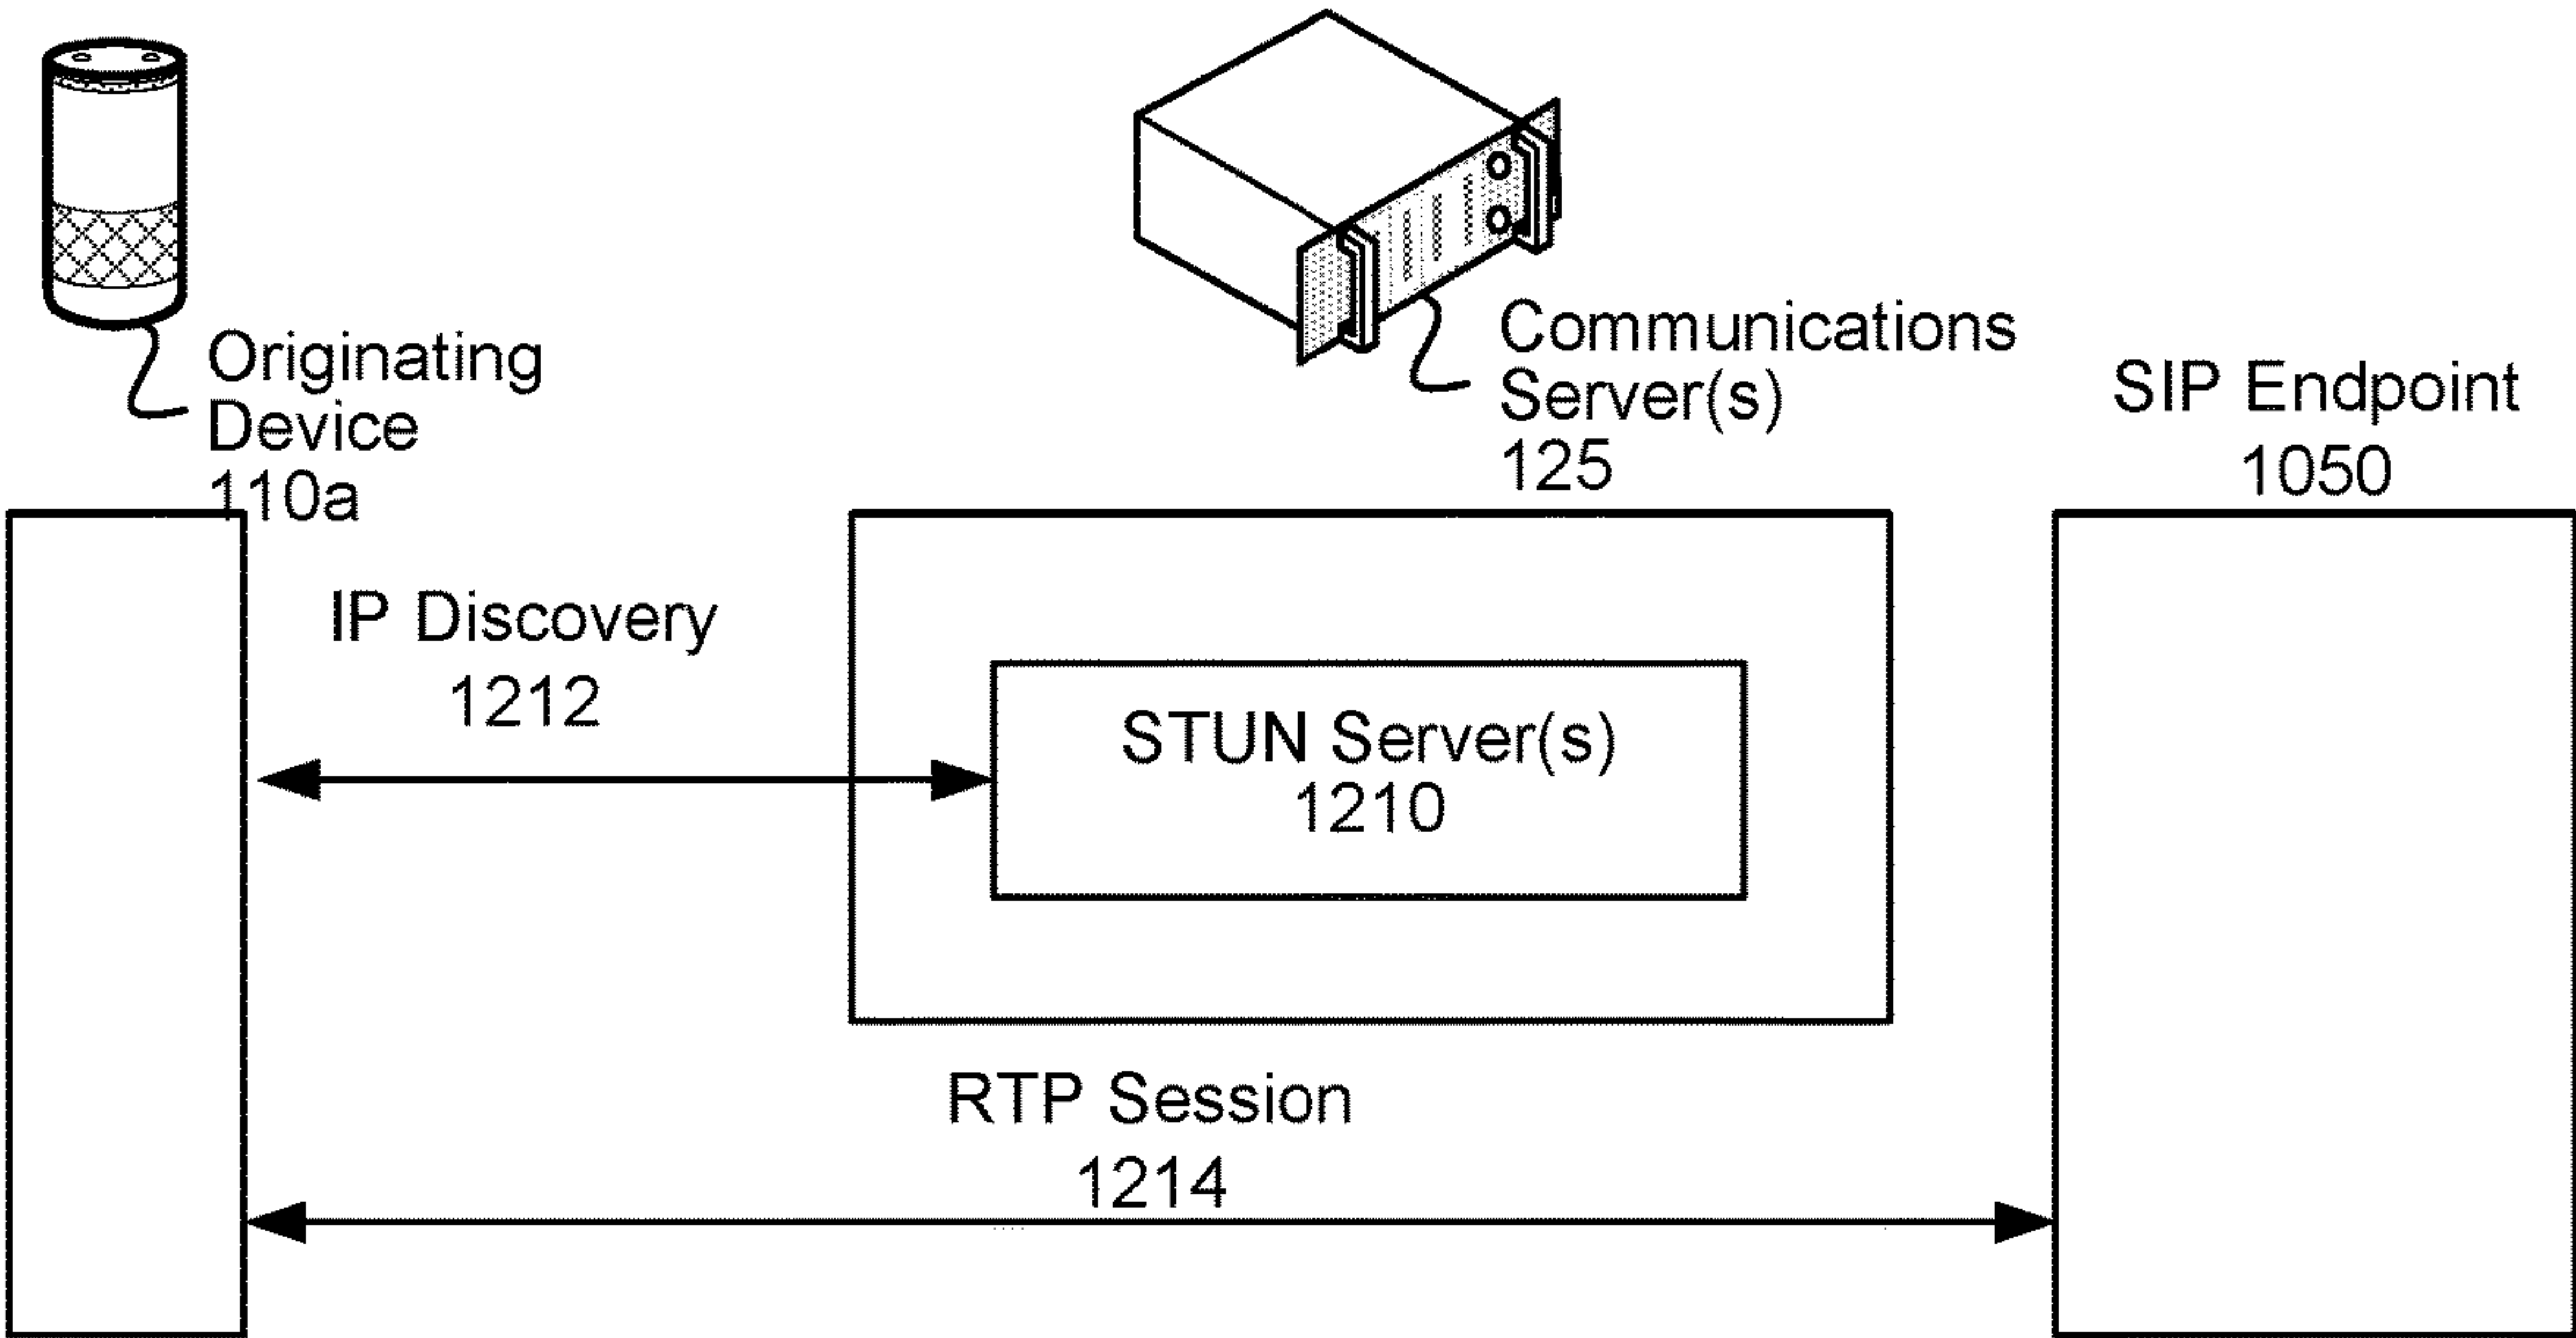 Originating
Device
110a
Communications
Server(s)
125
SIP Endpoint
1050
IP Discovery
1212
STUN Server(s)
1210
RTP Session
1214